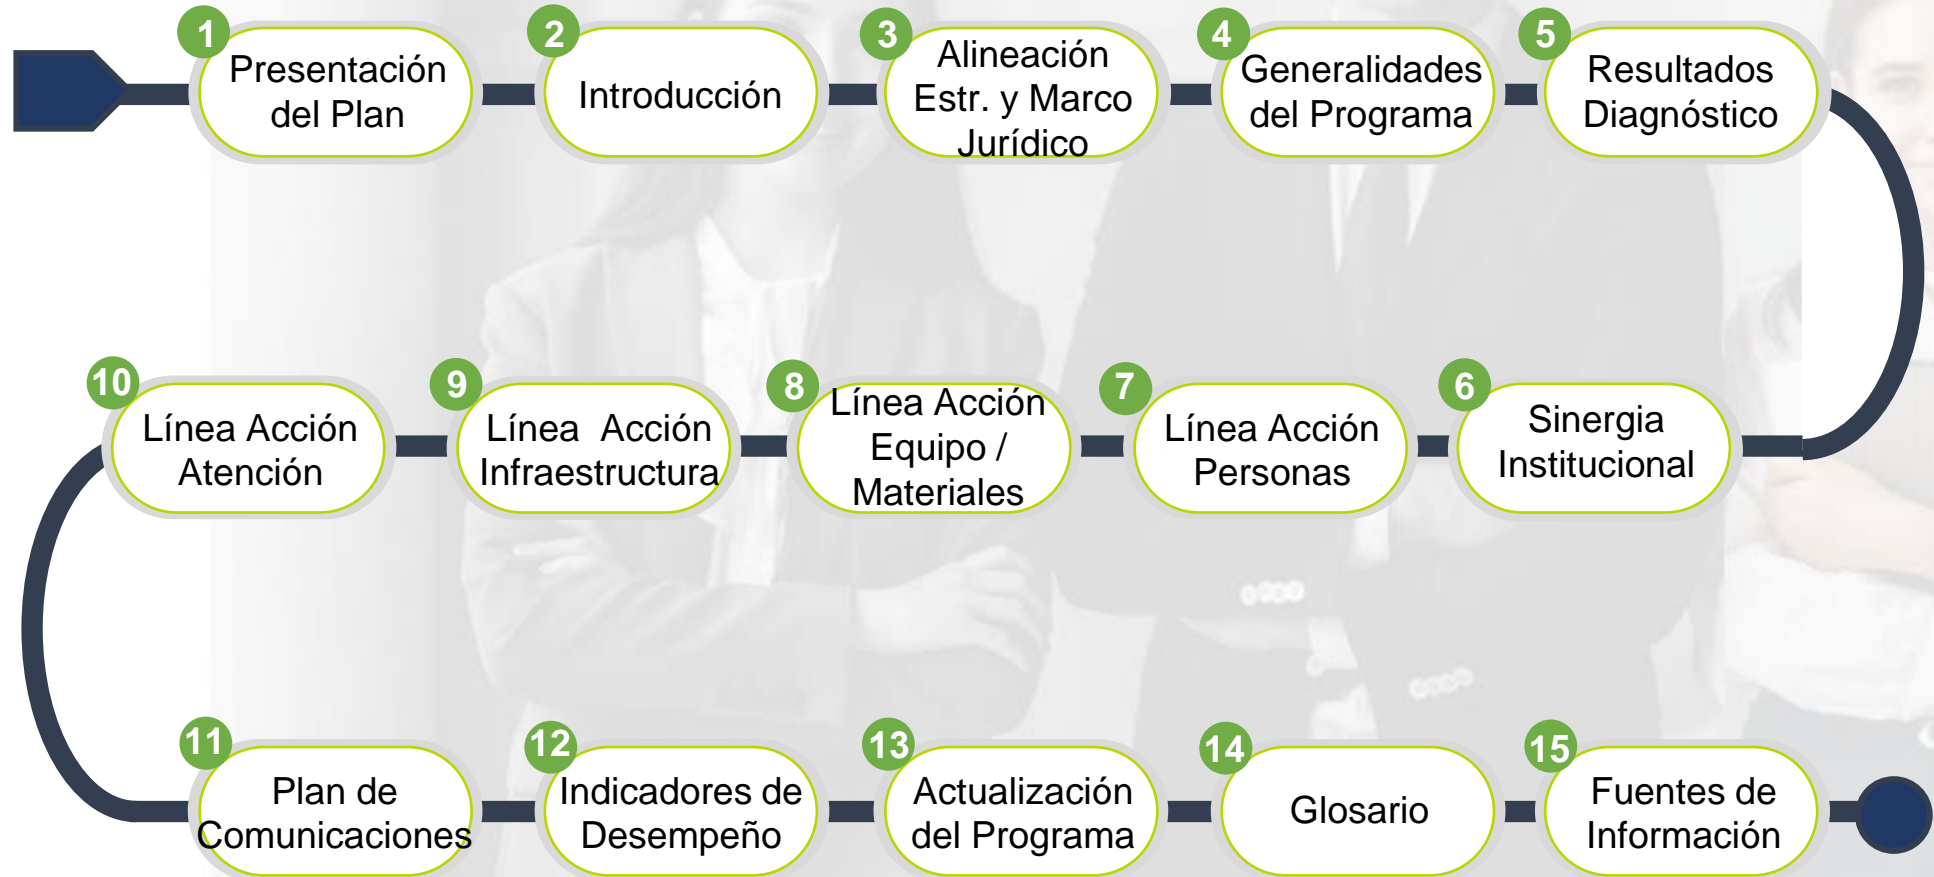 1
Presentación
del Plan
2
Introducción
3
Alineación
Estr. y Marco
Jurídico
4
Generalidades
del Programa
5
Resultados
Diagnóstico
6
Sinergia
Institucional
7
Línea Acción
Personas
8
Línea Acción
Equipo /
Materiales
9
Línea Acción
Infraestructura
10
Línea Acción
Atención
11
Plan de
Comunicaciones
12
Indicadores de
Desempeño
13
Actualización
del Programa
14
Glosario
15
Fuentes de
Información